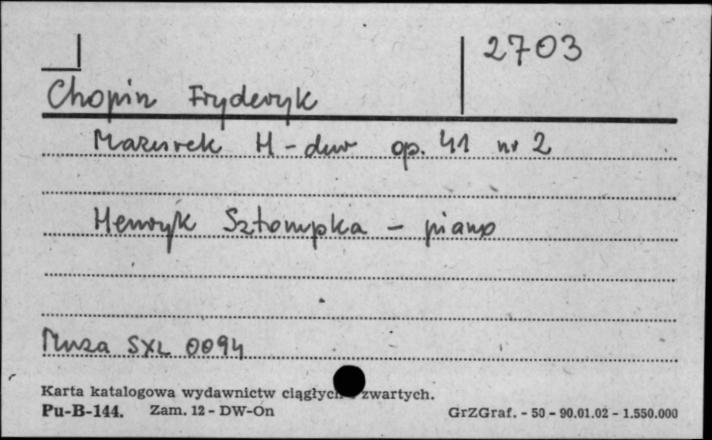 2703
Chopin Fryderyk
Mazurek H-dur op. 41 nr 2
Henryk Sztompka – piano
Muza SXL 0094
Karta katalogowa wydawnictw ciągłych zwartych.
Pu-B-144. Zam. 12 - DW-On GrZGraf. - 50 - 90.01.02 - 1.550.000